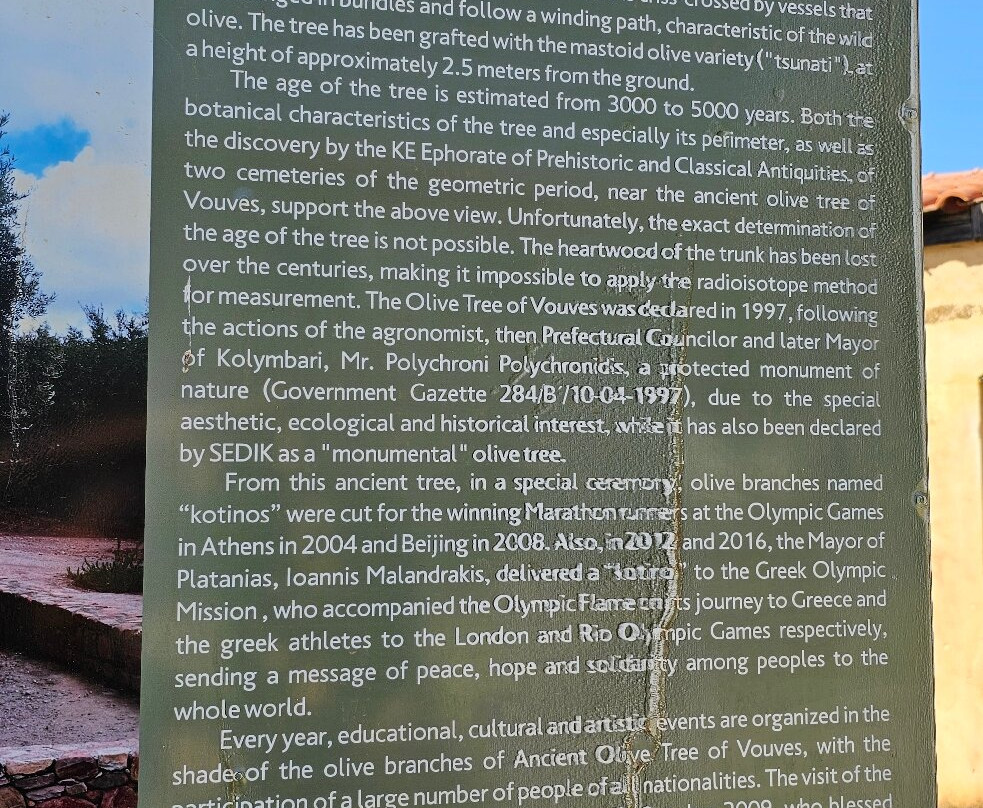 in bundles and follow a winding path, characteristic of the wild
olive. The tree has been grafted with the mastoid olive variety ("tsunati"), at
a height of approximately 2.5 meters from the ground.
The age of the tree is estimated from 3000 to 5000 years. Both the
botanical characteristics of the tree and especially its perimeter, as well as
the discovery by the KE Ephorate of Prehistoric and Classical Antiquities, of
two cemeteries of the geometric period, near the ancient olive tree of
Vouves, support the above view. Unfortunately, the exact determination of
the age of the tree is not possible. The heartwood of the trunk has been lost
over the centuries, making it impossible to apply the radioisotope method
for measurement. The Olive Tree of Vouves was declared in 1997, following
the actions of the agronomist, then Prefectural Councilor and later Mayor
of Kolymbari, Mr. Polychroni Polychronidis, a protected monument of
nature (Government Gazette 284/B'/10-04-1997), due to the special
aesthetic, ecological and historical interest, while it has also been declared
by SEDIK as a "monumental" olive tree.
From this ancient tree, in a special ceremony, olive branches named
“kotinos” were cut for the winning Marathon runners at the Olympic Games
in Athens in 2004 and Beijing in 2008. Also, in 2012 and 2016, the Mayor of
Platanias, Ioannis Malandrakis, delivered a "kotino" to the Greek Olympic
Mission , who accompanied the Olympic Flame on its journey to Greece and
the greek athletes to the London and Rio Olympic Games respectively,
sending a message of peace, hope and solidarity among peoples to the
whole world.
Every year, educational, cultural and artistic events are organized in the
shade of the olive branches of Ancient Olive Tree of Vouves, with the
participation of a large number of people of all nationalities. The visit of the
2009, who blessed